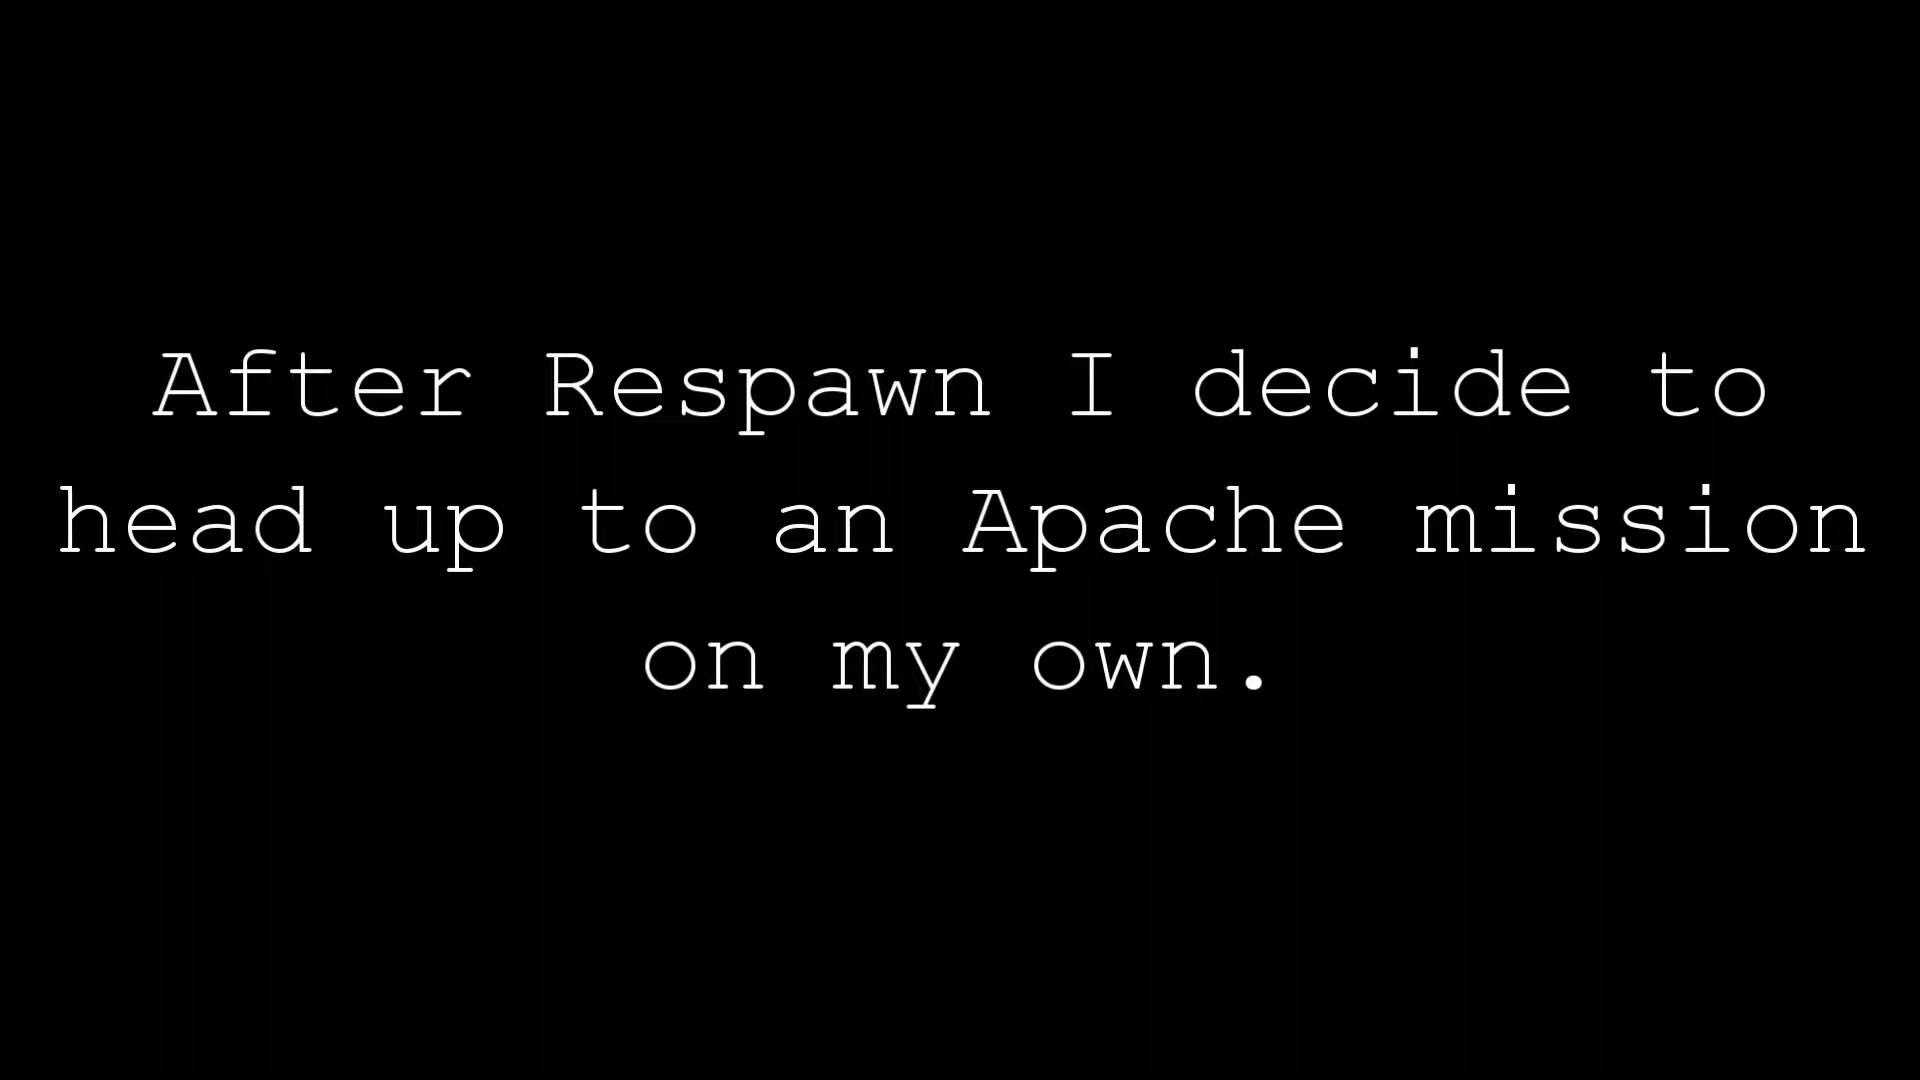 After Respawn I decide to
head up to an Apache mission
on my own.